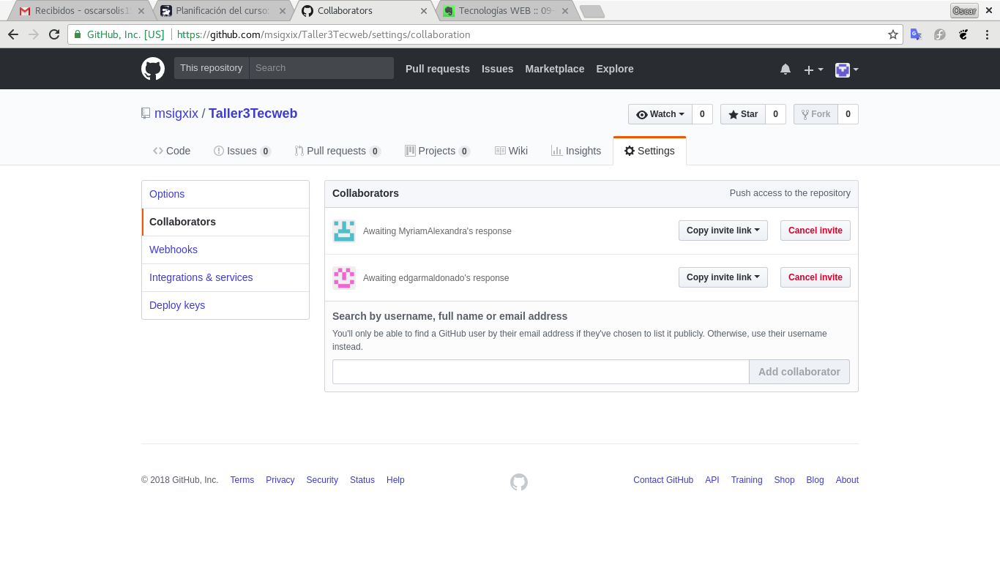 Recibidos - oscarsolis1
Planificación del curso:
Collaborators
Tecnologías WEB :: 09-
Oscar
GitHub, Inc. [US] https://github.com/msigxix/Taller3Tecweb/settings/collaboration
This repository Search Pull requests Issues Marketplace Explore
msigxix / Taller3Tecweb
Watch 0 Star 0 Fork 0
Code Issues 0 Pull requests 0 Projects 0 Wiki Insights Settings
Options
Collaborators
Webhooks
Integrations & services
Deploy keys
Collaborators Push access to the repository
Awaiting MyriamAlexandra's response Copy invite link Cancel invite
Awaiting edgarmaldonado's response Copy invite link Cancel invite
Search by username, full name or email address
You'll only be able to find a GitHub user by their email address if they've chosen to list it publicly. Otherwise, use their username
instead.
Add collaborator
© 2018 GitHub, Inc. Terms Privacy Security Status Help Contact GitHub API Training Shop Blog About